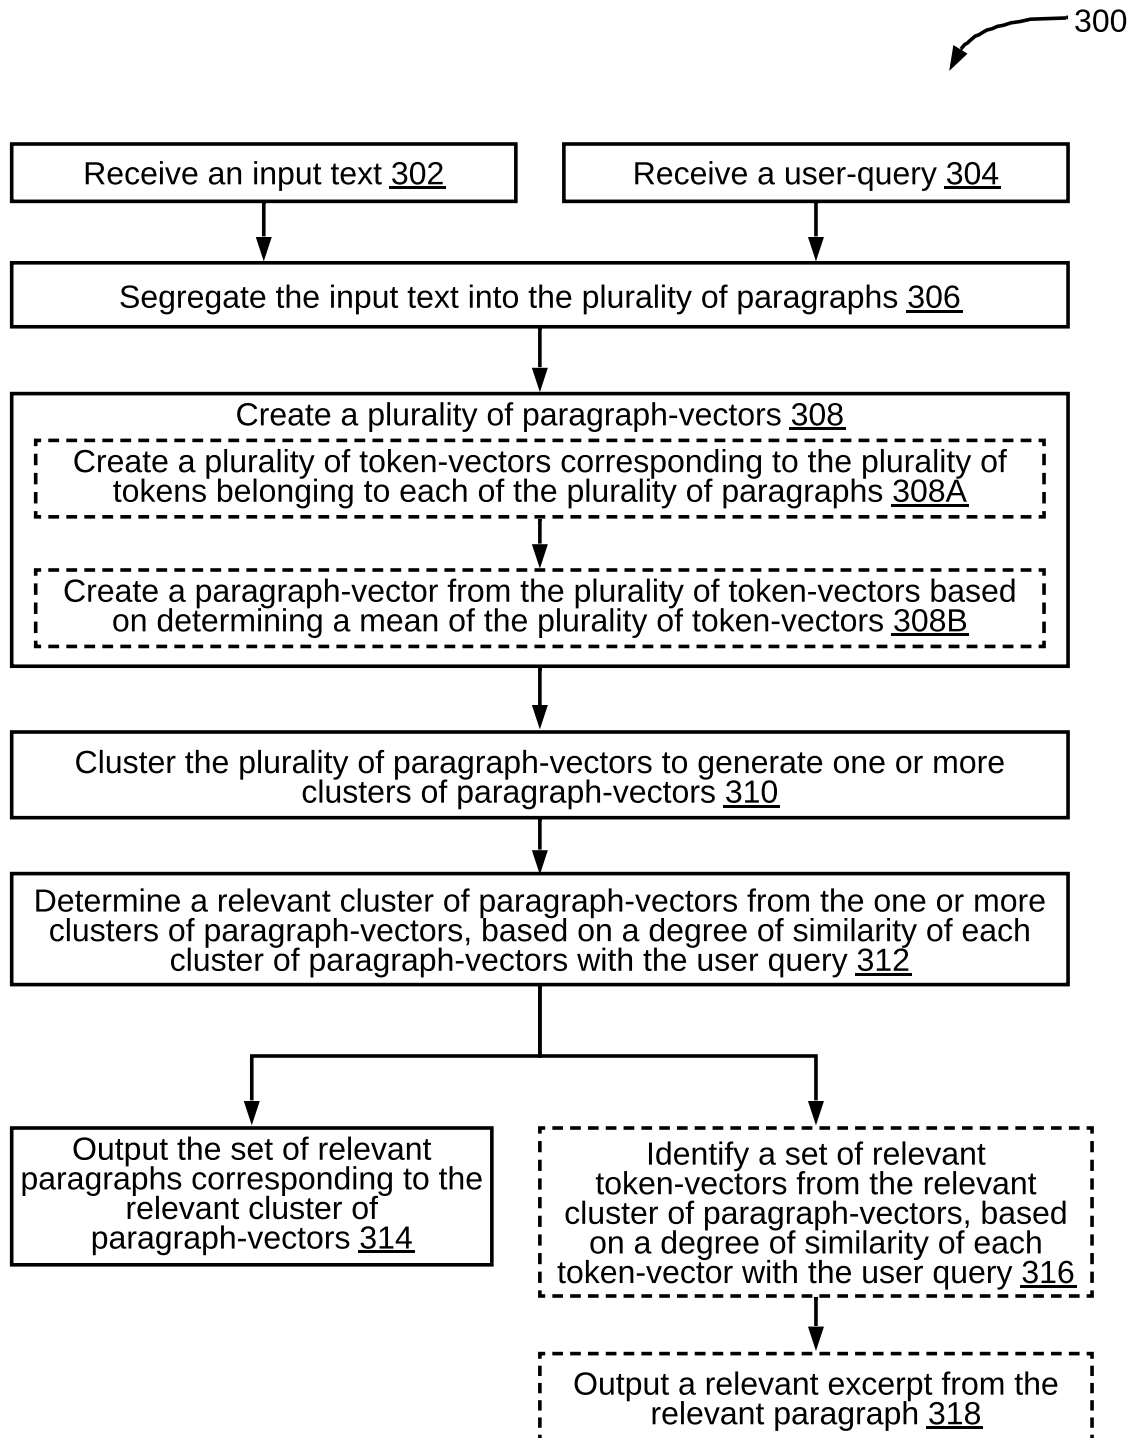 300
Receive an input text 302
Receive a user-query 304
Segregate the input text into the plurality of paragraphs 306
Create a plurality of paragraph-vectors 308
Create a plurality of token-vectors corresponding to the plurality of
tokens belonging to each of the plurality of paragraphs 308A
Create a paragraph-vector from the plurality of token-vectors based
on determining a mean of the plurality of token-vectors 308B
Cluster the plurality of paragraph-vectors to generate one or more
clusters of paragraph-vectors 310
Determine a relevant cluster of paragraph-vectors from the one or more
clusters of paragraph-vectors, based on a degree of similarity of each
cluster of paragraph-vectors with the user query 312
Output the set of relevant
paragraphs corresponding to the
relevant cluster of
paragraph-vectors 314
Identify a set of relevant
token-vectors from the relevant
cluster of paragraph-vectors, based
on a degree of similarity of each
token-vector with the user query 316
Output a relevant excerpt from the
relevant paragraph 318